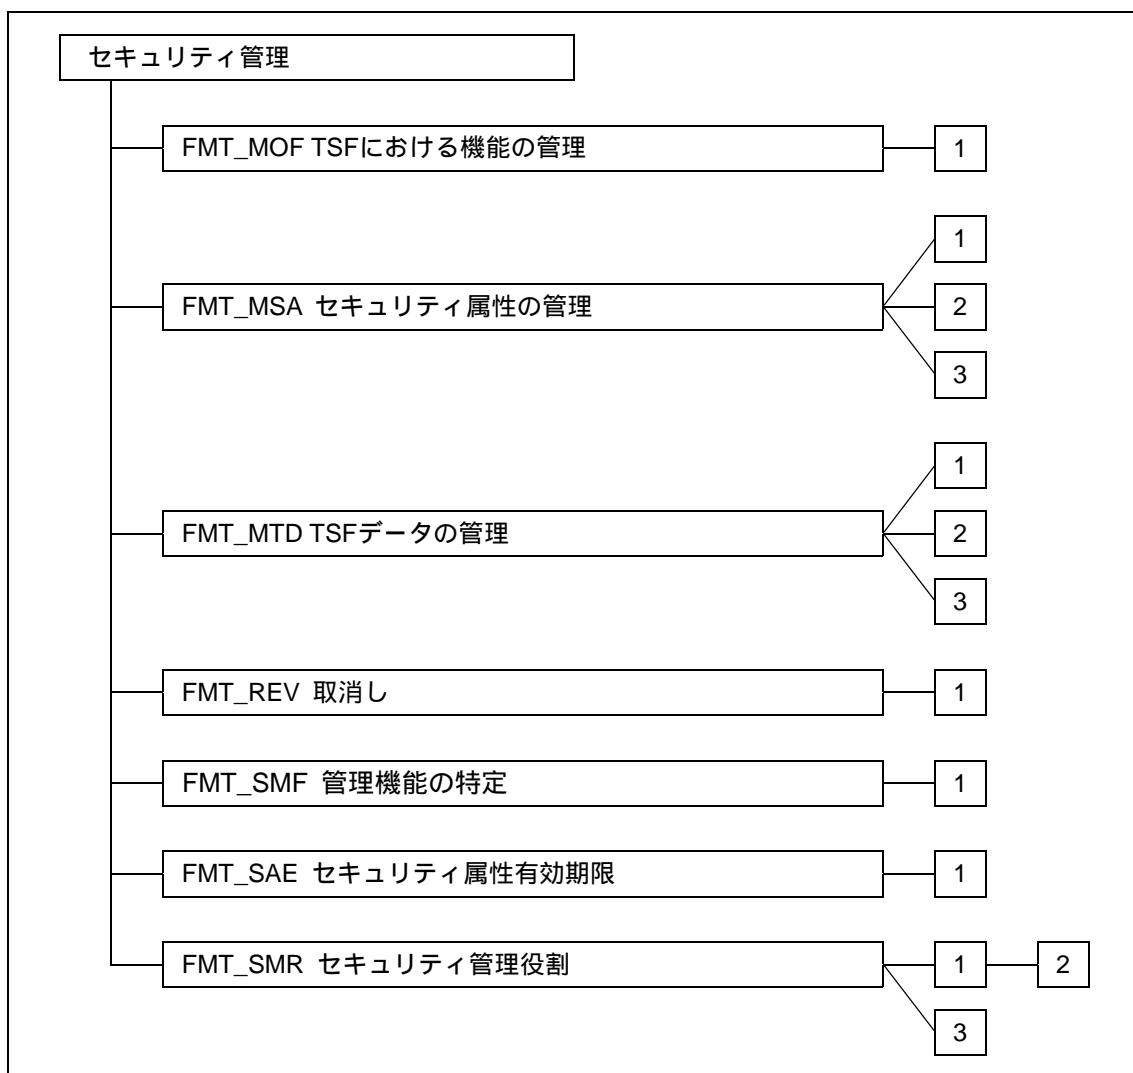 セキュリティ管理
FMT_MOF TSFにおける機能の管理 1
1
FMT_MSA セキュリティ属性の管理 2
3
1
FMT_MTD TSFデータの管理 2
3
FMT_REV 取消し 1
FMT_SMF 管理機能の特定 1
FMT_SAE セキュリティ属性有効期限 1
FMT_SMR セキュリティ管理役割 1 2
3